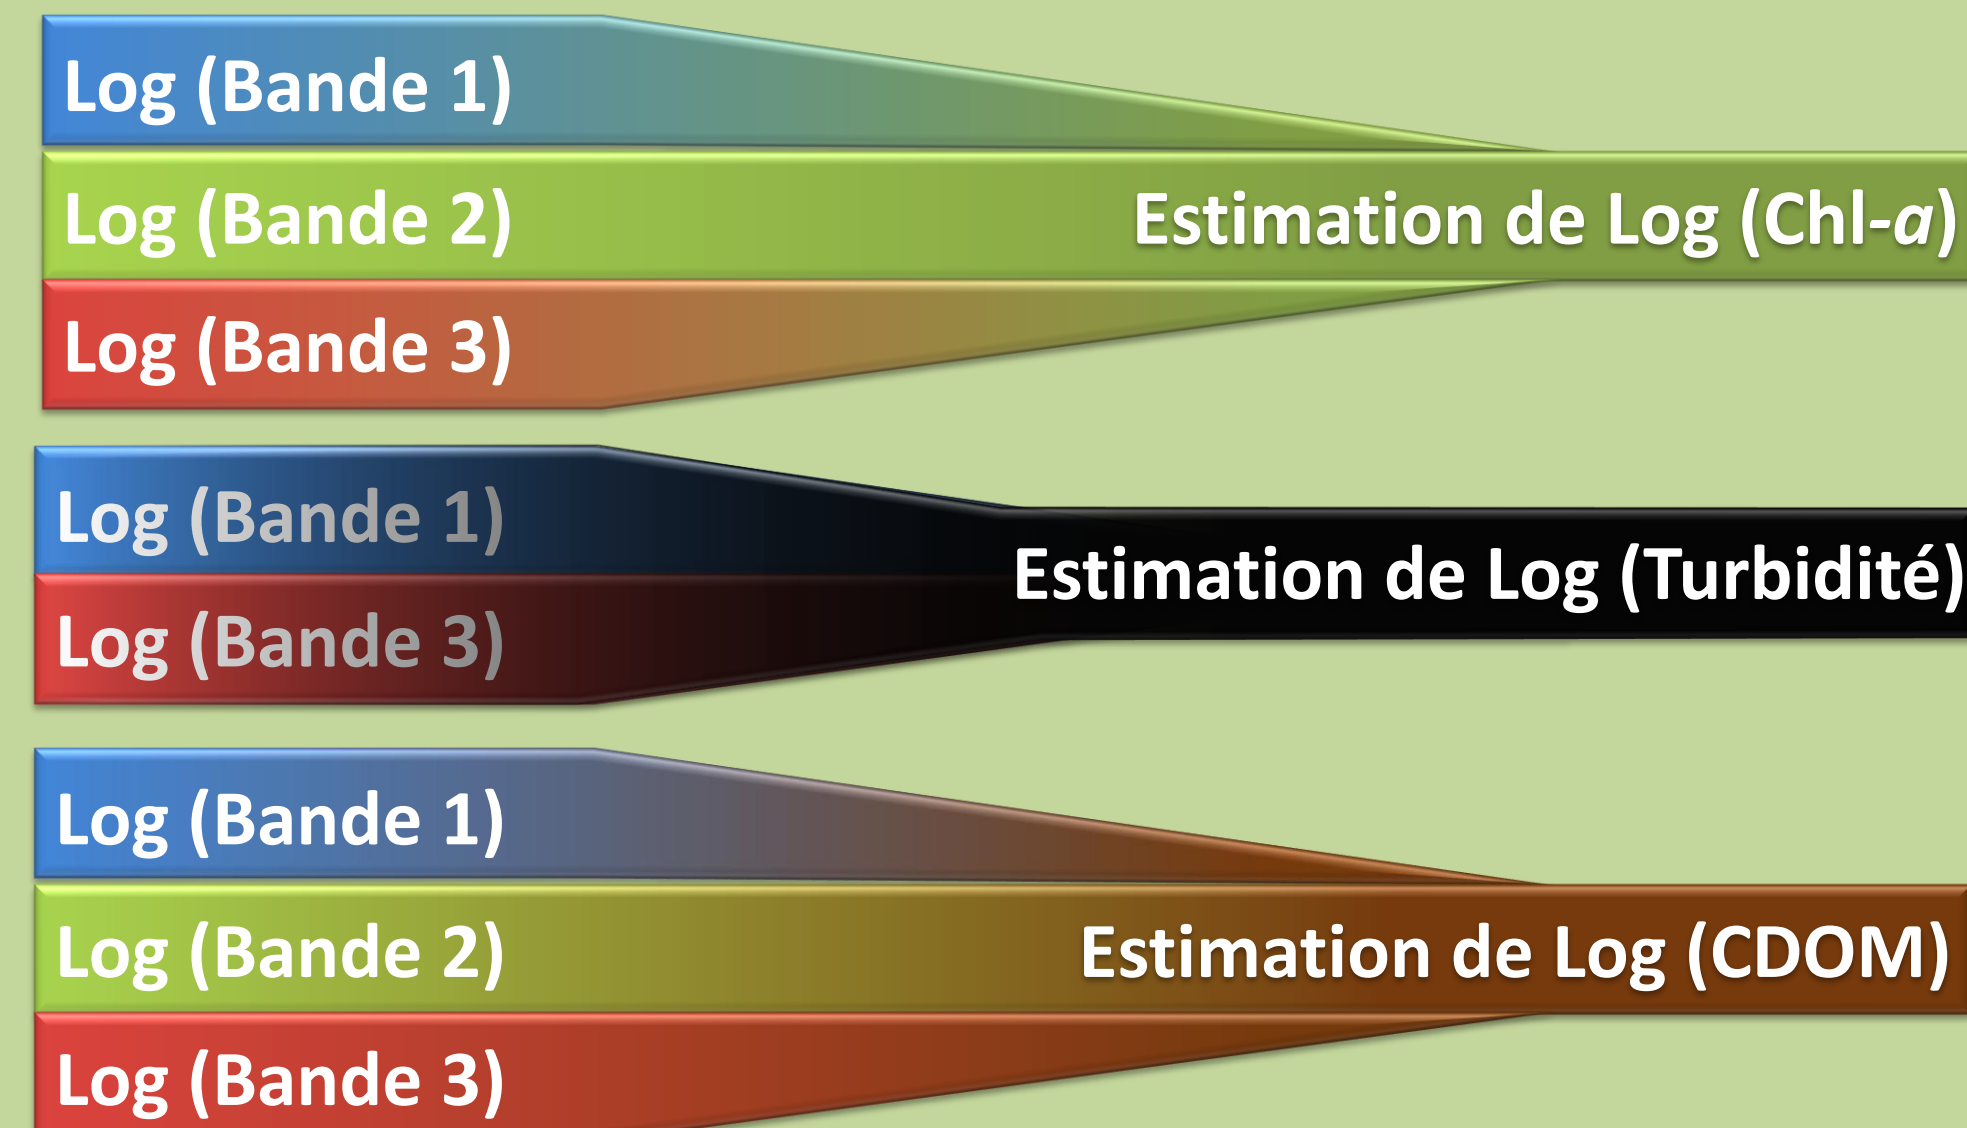 Log (Bande 1)
Log (Bande 2)
Estimation de Log (Chl-a)
Log (Bande 3)
Log (Bande 1)
Estimation de Log (Turbidité)
Log (Bande 3)
Log (Bande 1)
Log (Bande 2)
Estimation de Log (CDOM)
Log (Bande 3)